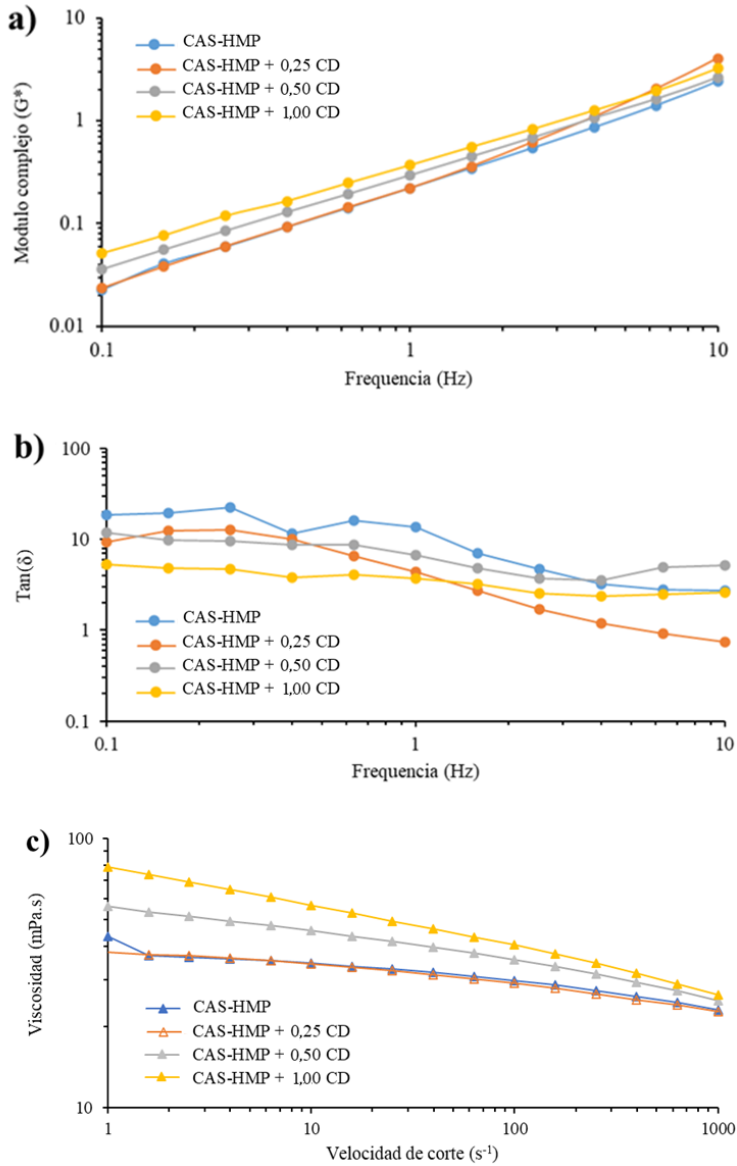 a)
10
1
0.1
0.01
Modulo complejo (G*)
CAS-HMP
CAS-HMP + 0,25 CD
CAS-HMP + 0,50 CD
CAS-HMP + 1,00 CD
0.1 1 10
Frequencia (Hz)
b)
100
10
1
0.1
Tan(δ)
CAS-HMP
CAS-HMP + 0,25 CD
CAS-HMP + 0,50 CD
CAS-HMP + 1,00 CD
0.1 1 10
Frequencia (Hz)
c)
100
10
Viscosidad (mPa.s)
CAS-HMP
CAS-HMP + 0,25 CD
CAS-HMP + 0,50 CD
CAS-HMP + 1,00 CD
1 10 100 1000
Velocidad de corte (s⁻¹)